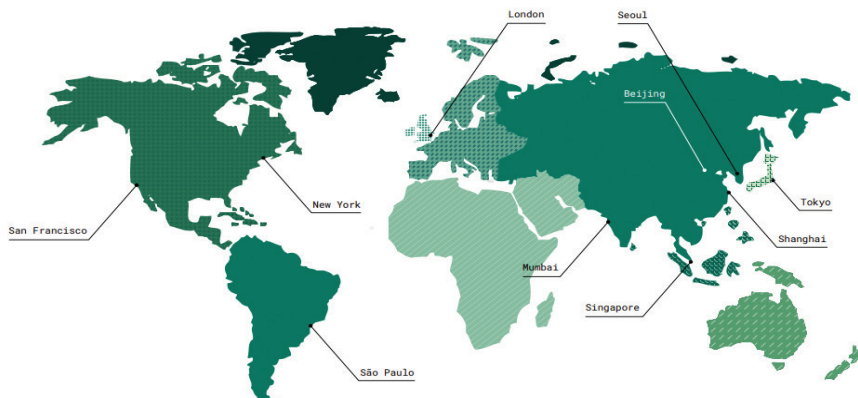 London
Seoul
Beijing
New York
Tokyo
San Francisco
Shanghai
Mumbai
Singapore
São Paulo